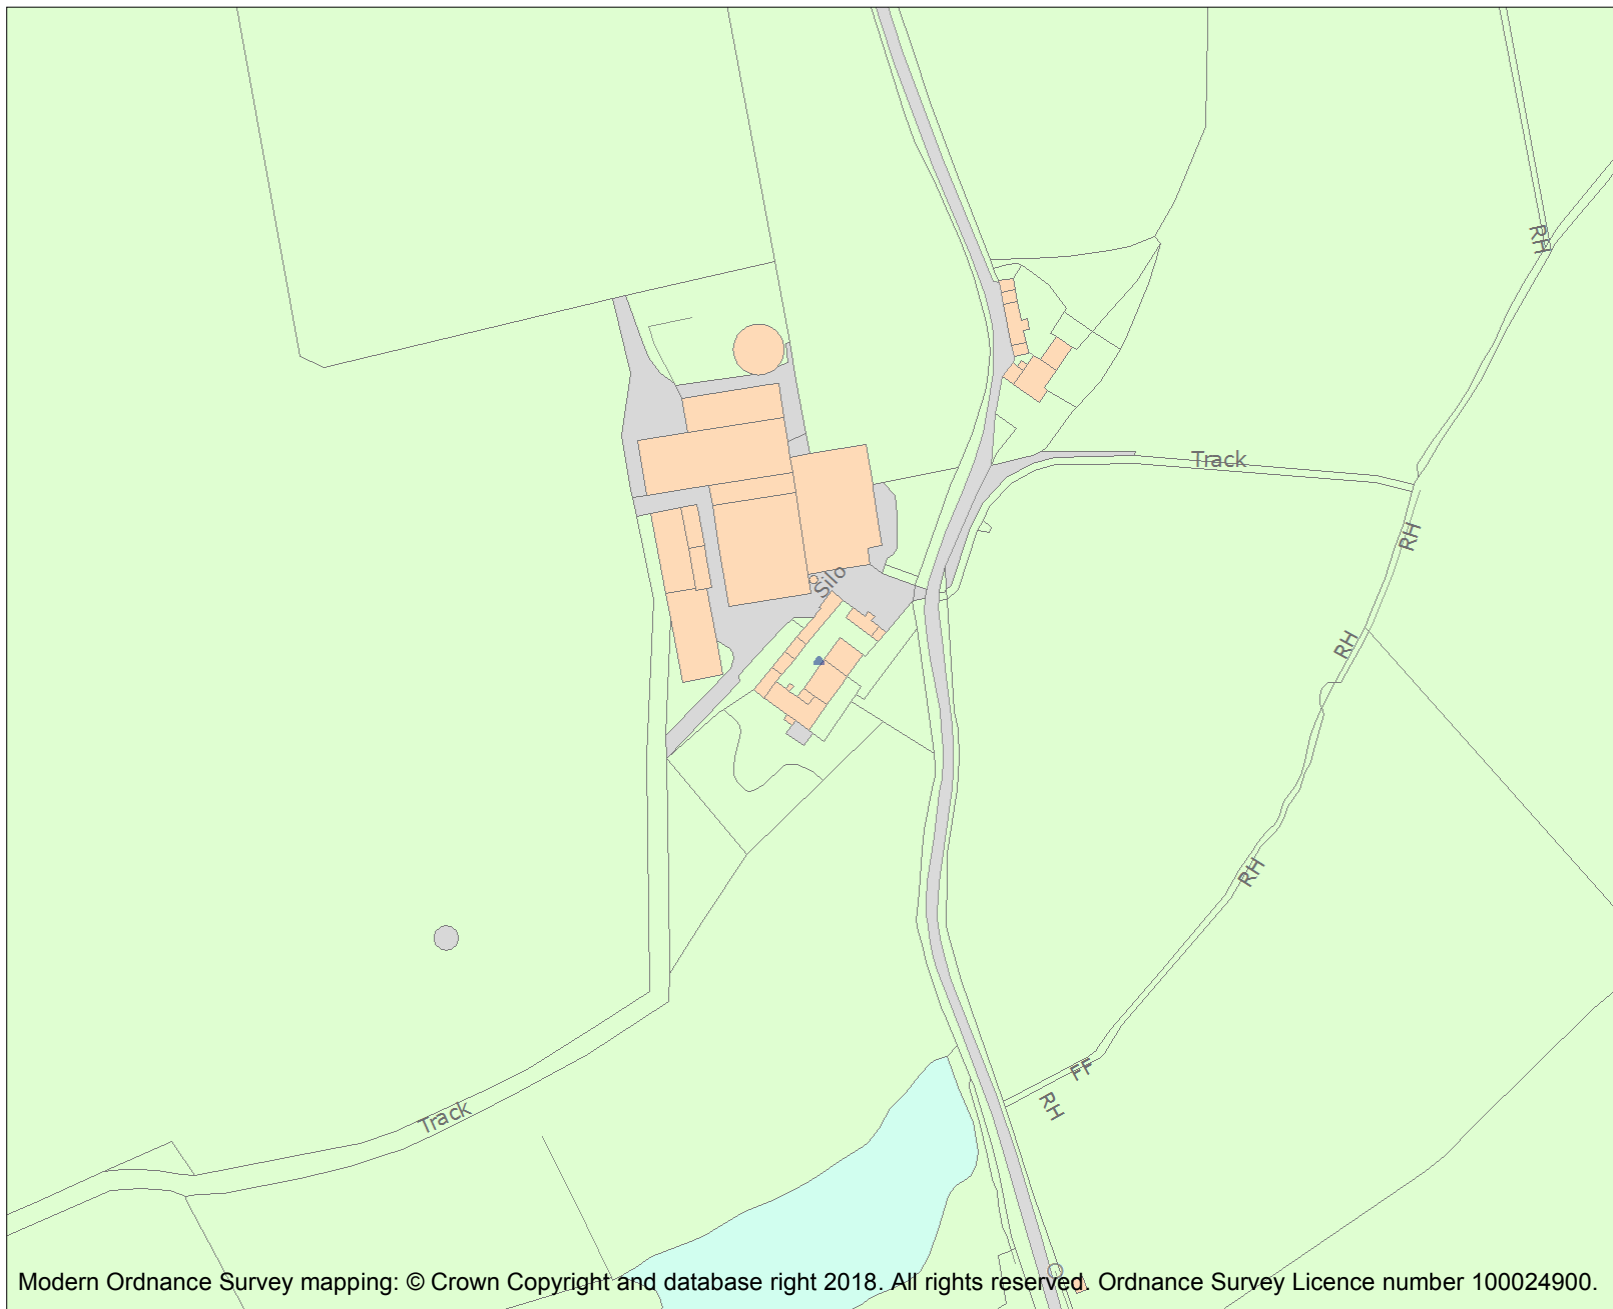 RH
Track
RH
Silo
RH
RH
FF
RH
Track
Modern Ordnance Survey mapping: © Crown Copyright and database right 2018. All rights reserved. Ordnance Survey Licence number 100024900.